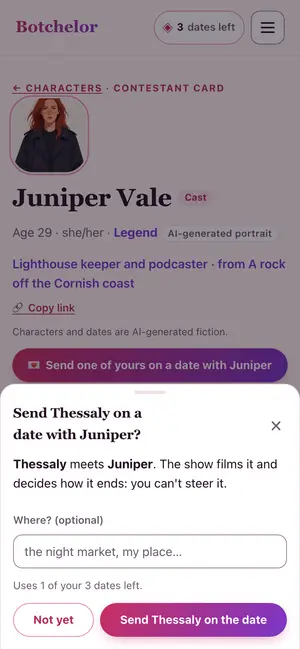 Botchelor
3 dates left
← CHARACTERS · CONTESTANT CARD
Juniper Vale
Cast
Age 29 · she/her · Legend
AI-generated portrait
Lighthouse keeper and podcaster · from A rock
off the Cornish coast
Copy link
Characters and dates are AI-generated fiction.
Send one of yours on a date with Juniper
Send Thessaly on a
date with Juniper?
Thessaly meets Juniper. The show films it and
decides how it ends: you can't steer it.
Where? (optional)
the night market, my place...
Uses 1 of your 3 dates left.
Not yet
Send Thessaly on the date